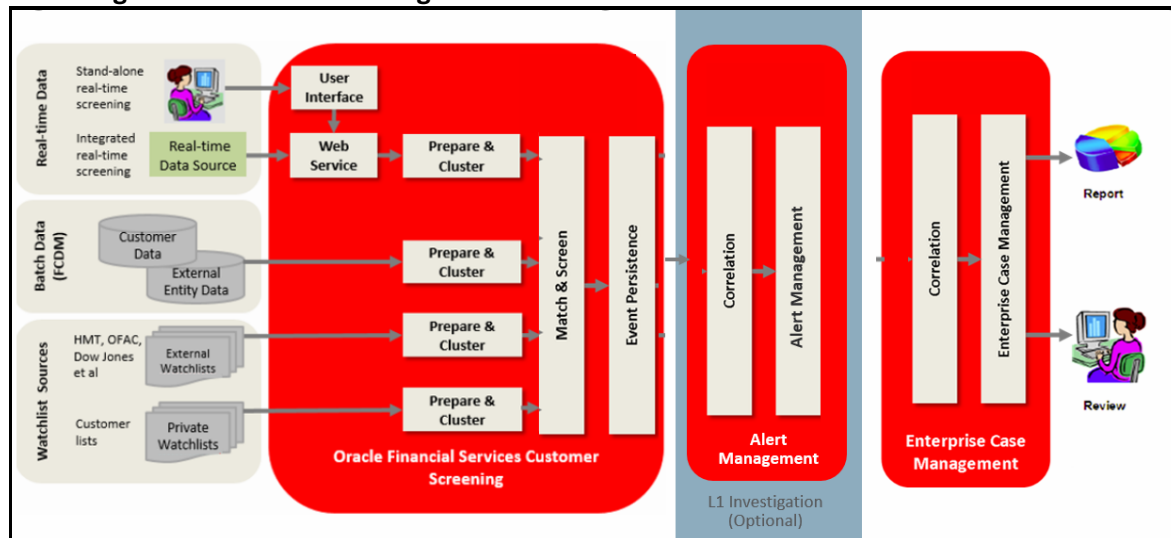 Real-time Data
Stand-alone
real-time
screening
Integrated
real-time
screening
Real-time
Data Source
User
Interface
Web
Service
Prepare &
Cluster
Batch Data
(FCDM)
Customer
Data
External
Entity Data
Prepare &
Cluster
Watchlist Sources
HMT, OFAC,
Dow Jones
et al
External
Watchlists
Prepare &
Cluster
Customer
lists
Private
Watchlists
Prepare &
Cluster
Match & Screen
Event Persistence
Oracle Financial Services Customer
Screening
Correlation
Alert Management
Alert
Management
L1 Investigation
(Optional)
Correlation
Enterprise Case Management
Enterprise Case
Management
Report
Review